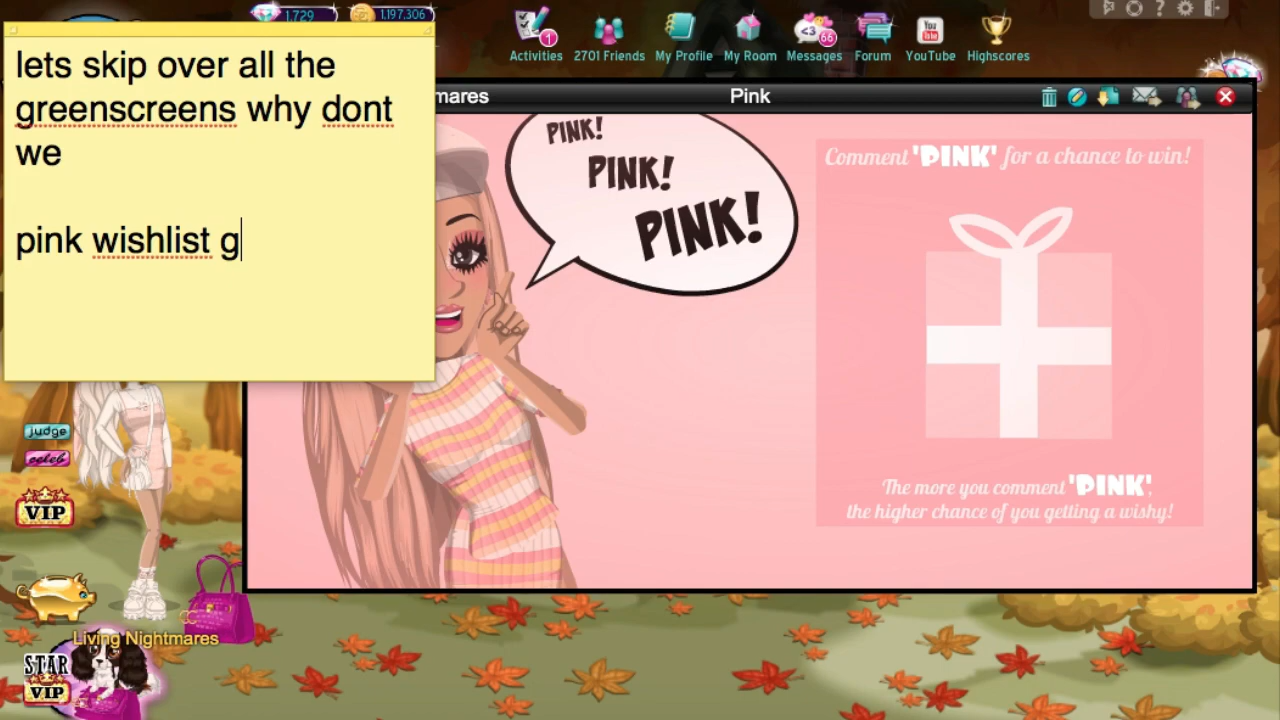 1,729
1,197,306
lets skip over all the
greenscreens why dont
we
pink wishlist g
1
<3
66
You
Tube
Activities
2701 Friends
My Profile
My Room
Messages
Forum
YouTube
Highscores
mares
Pink
PINK!
PINK!
PINK!
Comment 'PINK' for a chance to win!
The more you comment 'PINK',
the higher chance of you getting a wishy!
judge
celeb
VIP
Living Nightmares
STAR
VIP